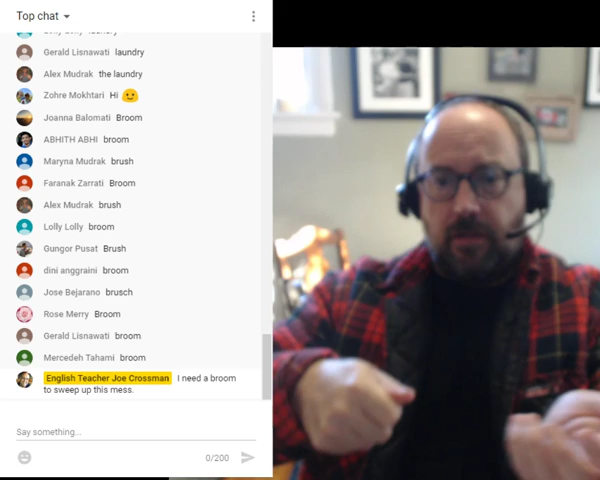 Top chat
Gerald Lisnawati laundry
Alex Mudrak the laundry
Zohre Mokhtari Hi
Joanna Balomati Broom
ABHITH ABHI broom
Maryna Mudrak brush
Faranak Zarrati Broom
Alex Mudrak brush
Lolly Lolly broom
Gungor Pusat Brush
dini anggraini broom
Jose Bejarano brusch
Rose Merry Broom
Gerald Lisnawati broom
Mercedeh Tahami broom
English Teacher Joe Crossman I need a broom
to sweep up this mess.
Say something...
0/200